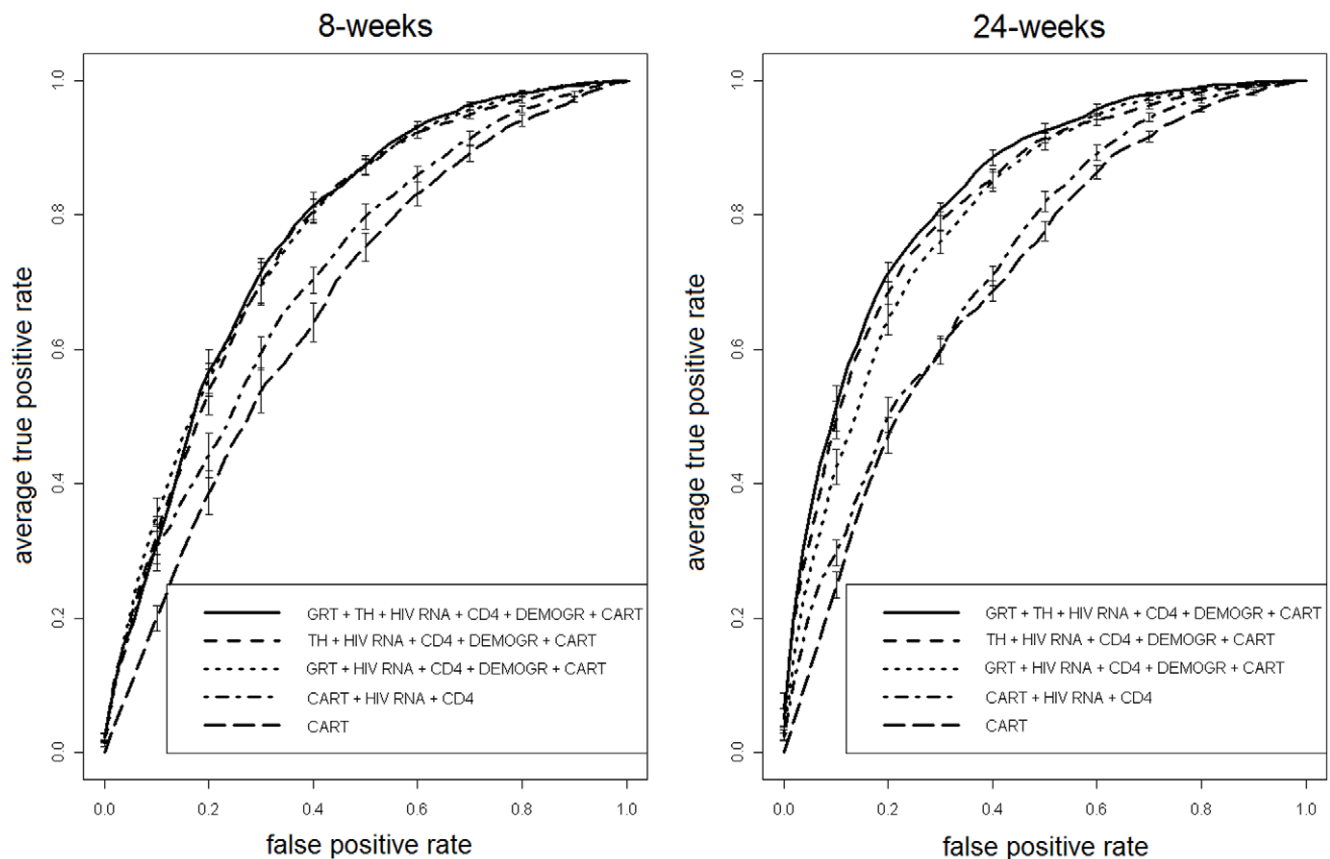 8-weeks
average true positive rate
1.0
0.8
0.6
0.4
0.2
0.0
GRT + TH + HIV RNA + CD4 + DEMOGR + CART
TH + HIV RNA + CD4 + DEMOGR + CART
GRT + HIV RNA + CD4 + DEMOGR + CART
CART + HIV RNA + CD4
CART
0.0 0.2 0.4 0.6 0.8 1.0
false positive rate
24-weeks
average true positive rate
1.0
0.8
0.6
0.4
0.2
0.0
GRT + TH + HIV RNA + CD4 + DEMOGR + CART
TH + HIV RNA + CD4 + DEMOGR + CART
GRT + HIV RNA + CD4 + DEMOGR + CART
CART + HIV RNA + CD4
CART
0.0 0.2 0.4 0.6 0.8 1.0
false positive rate